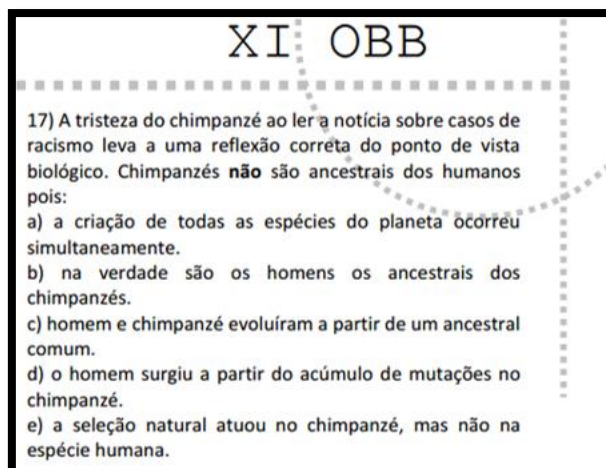 XI OBB
17) A tristeza do chimpanzé ao ler a notícia sobre casos de
racismo leva a uma reflexão correta do ponto de vista
biológico. Chimpanzés não são ancestrais dos humanos
pois:
a) a criação de todas as espécies do planeta ocorreu
simultaneamente.
b) na verdade são os homens os ancestrais dos
chimpanzés.
c) homem e chimpanzé evoluíram a partir de um ancestral
comum.
d) o homem surgiu a partir do acúmulo de mutações no
chimpanzé.
e) a seleção natural atuou no chimpanzé, mas não na
espécie humana.